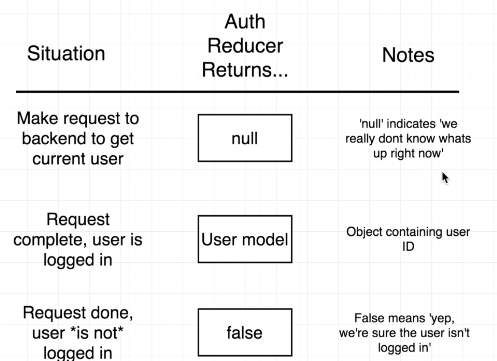 Situation
Auth
Reducer
Returns...
Notes
Make request to
backend to get
current user
null
'null' indicates 'we
really dont know whats
up right now'
Request
complete, user is
logged in
User model
Object containing user
ID
Request done,
user *is not*
logged in
false
False means 'yep,
we're sure the user isn't
logged in'